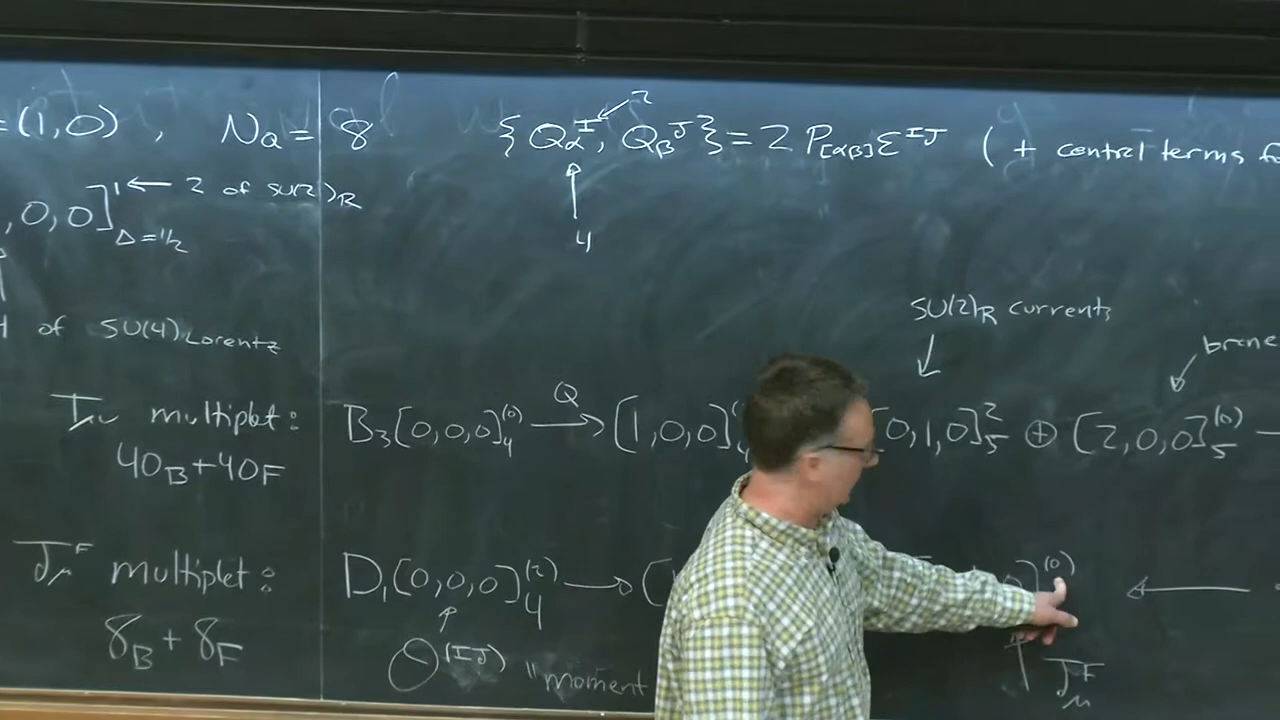 =(1,0) , N_Q = 8 {Q_α^I, Q_β^J} = 2 P_[αβ] ε^IJ (+ central terms
2
4
,0,0]^1_Δ=1/2 ← 2 of SU(2)_R
of SU(4)_Lorentz
SU(2)_R currents
brane
T_μν multiplet: B_3[0,0,0]_4^(0) —Q→ [1,0,0] [0,1,0]_5^2 ⊕ [2,0,0]_5^(0)
40_B+40_F
J_μ^F multiplet: D_1[0,0,0]_4^(2) → [ ]^(0) ←
8_B + 8_F
O^(IJ) "moment
J_μ^F